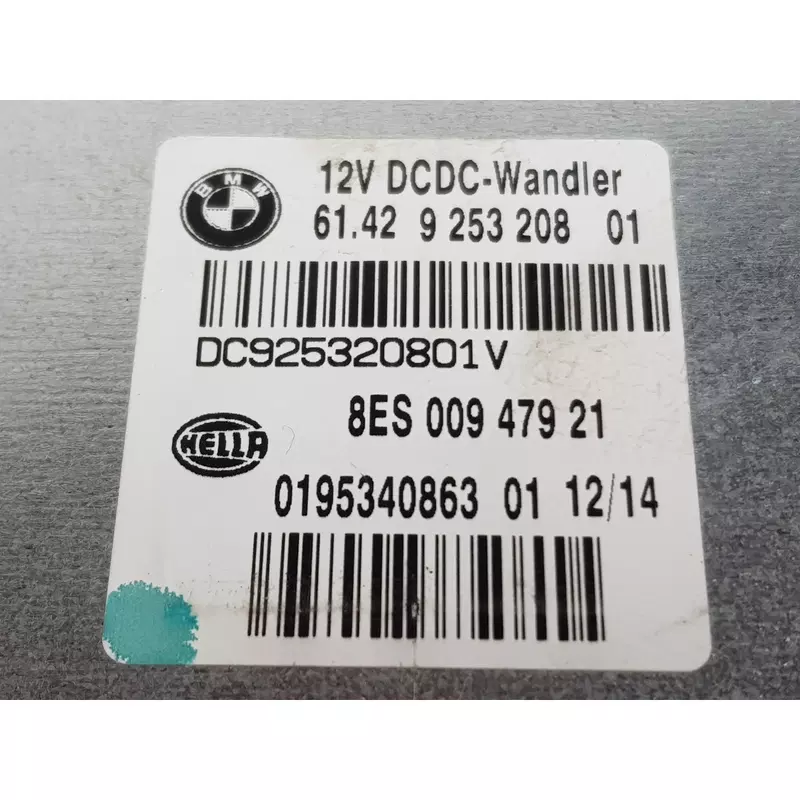 BMW
12V DCDC-Wandler
61.42 9 253 208 01
DC925320801V
8ES 009 479 21
HELLA
0195340863 01 12/14